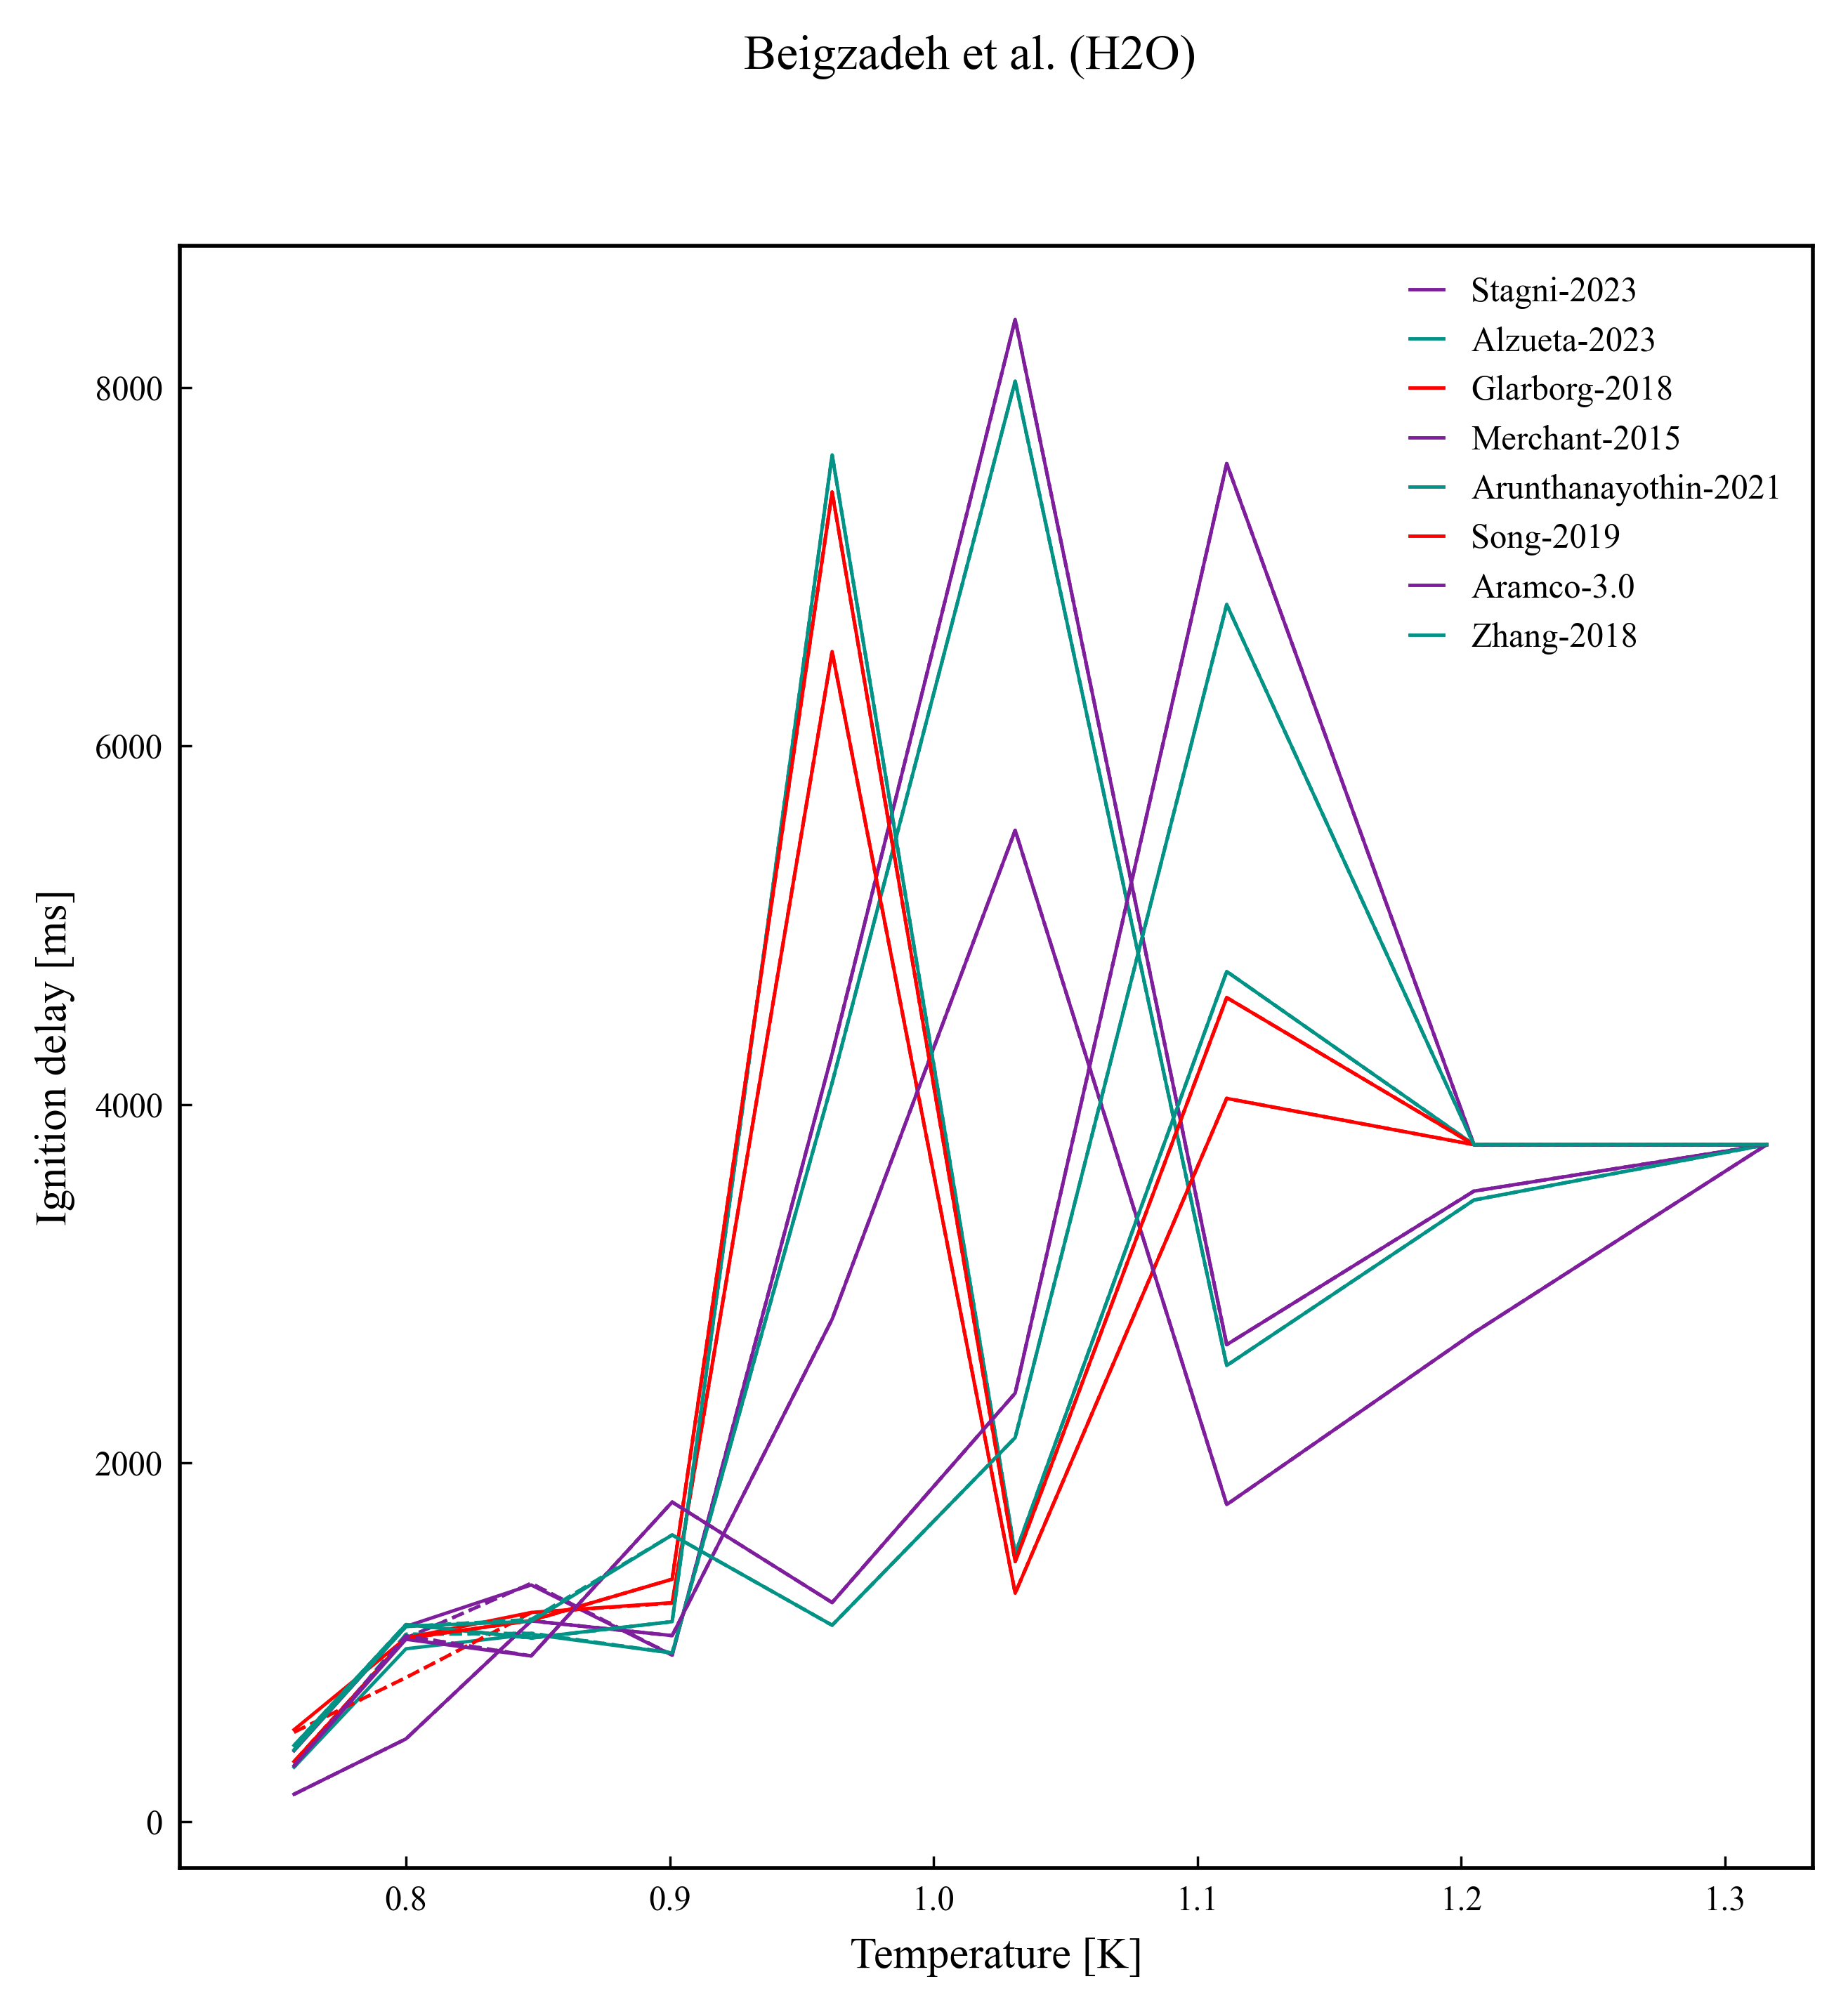 Beigzadeh et al. (H2O)
Stagni-2023
Alzueta-2023
Glarborg-2018
Merchant-2015
Arunthanayothin-2021
Song-2019
Aramco-3.0
Zhang-2018
8000
6000
4000
2000
0
Ignition delay [ms]
0.8 0.9 1.0 1.1 1.2 1.3
Temperature [K]